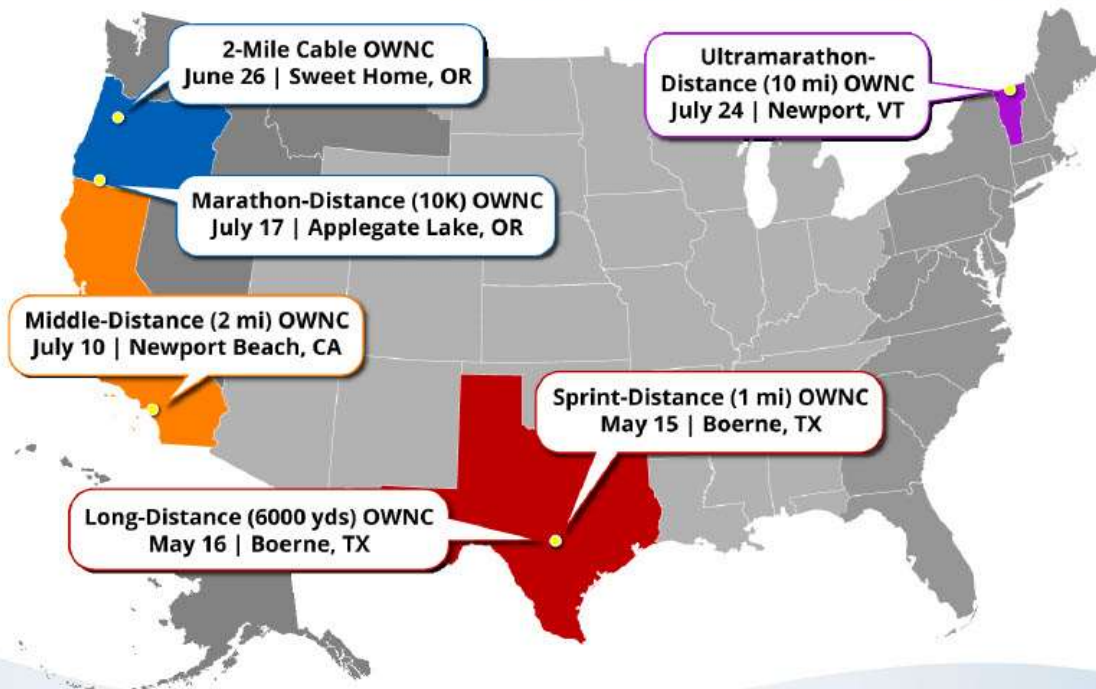 2-Mile Cable OWNC
June 26 | Sweet Home, OR
Ultramarathon-
Distance (10 mi) OWNC
July 24 | Newport, VT
Marathon-Distance (10K) OWNC
July 17 | Applegate Lake, OR
Middle-Distance (2 mi) OWNC
July 10 | Newport Beach, CA
Sprint-Distance (1 mi) OWNC
May 15 | Boerne, TX
Long-Distance (6000 yds) OWNC
May 16 | Boerne, TX